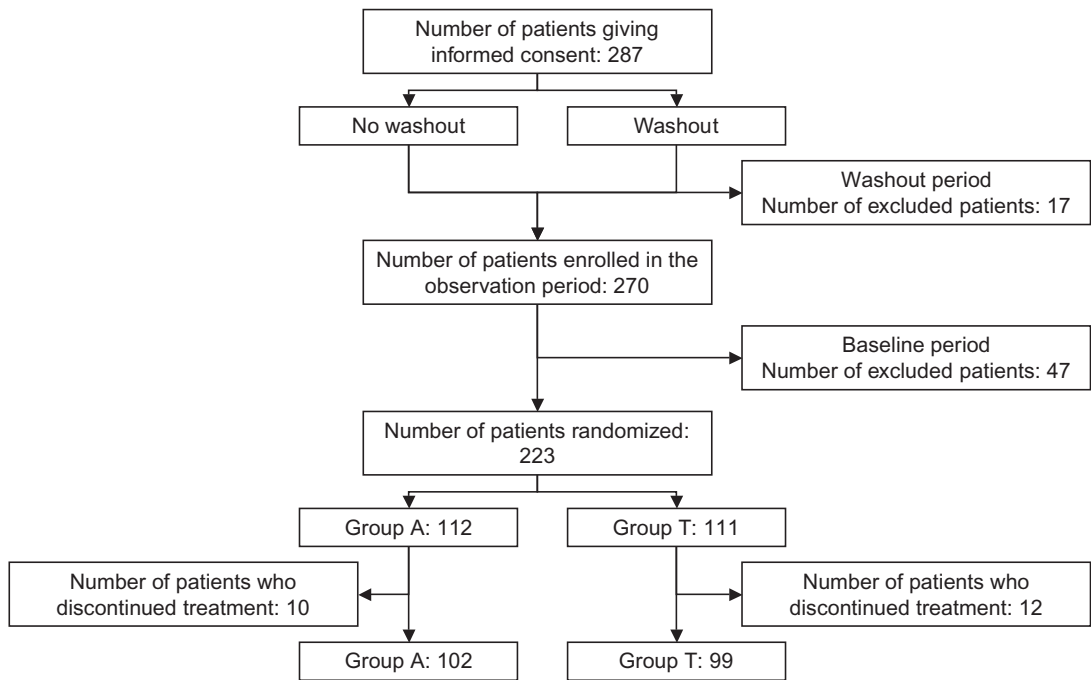 Number of patients giving
informed consent: 287
No washout
Washout
Washout period
Number of excluded patients: 17
Number of patients enrolled in the
observation period: 270
Baseline period
Number of excluded patients: 47
Number of patients randomized:
223
Group A: 112
Group T: 111
Number of patients who
discontinued treatment: 10
Number of patients who
discontinued treatment: 12
Group A: 102
Group T: 99